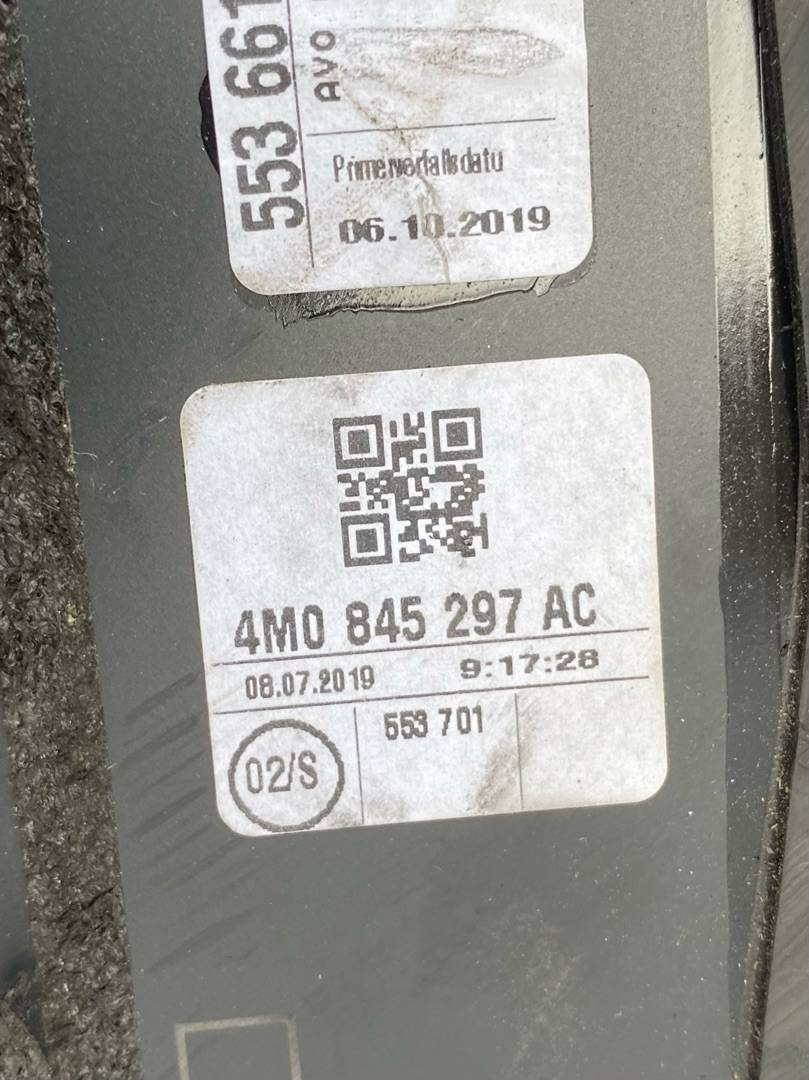 553 661
AVO
Primerverfallsdatu
06.10.2019
4M0 845 297 AC
08.07.2019 9:17:28
02/S 553 701